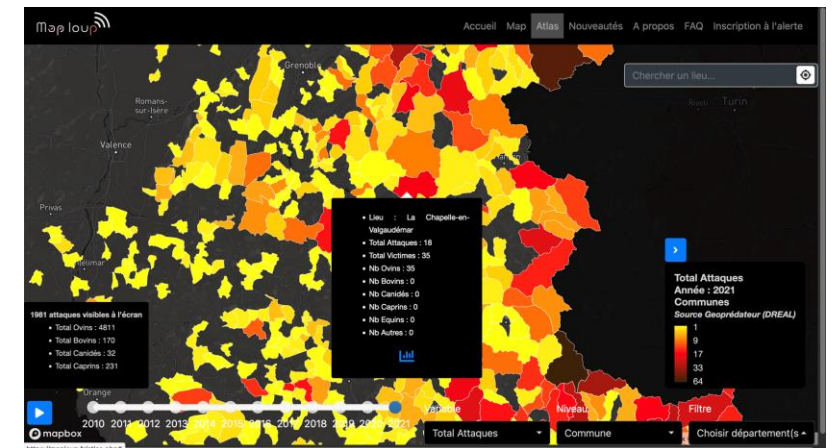 Map loup
Accueil Map Atlas Nouveautés A propos FAQ Inscription à l'alerte
Chercher un lieu...
Grenoble
Romans-
sur-Isère
Turin
Valence
Privas
• Lieu : La Chapelle-en-
Valgaudémar
• Total Attaques : 18
• Total Victimes : 35
• Nb Ovins : 35
• Nb Bovins : 0
• Nb Canidés : 0
• Nb Caprins : 0
• Nb Equins : 0
• Nb Autres : 0
Total Attaques
Année : 2021
Communes
Source Geoprédateur (DREAL)
1
9
17
33
64
1981 attaques visibles à l'écran
• Total Ovins : 4811
• Total Bovins : 170
• Total Canidés : 32
• Total Caprins : 231
Orange
2010 2011 2012 2013 2014 2015 2016 2017 2018 2019 2020 2021
Variable Niveau Filtre
Total Attaques Commune Choisir département(s
mapbox